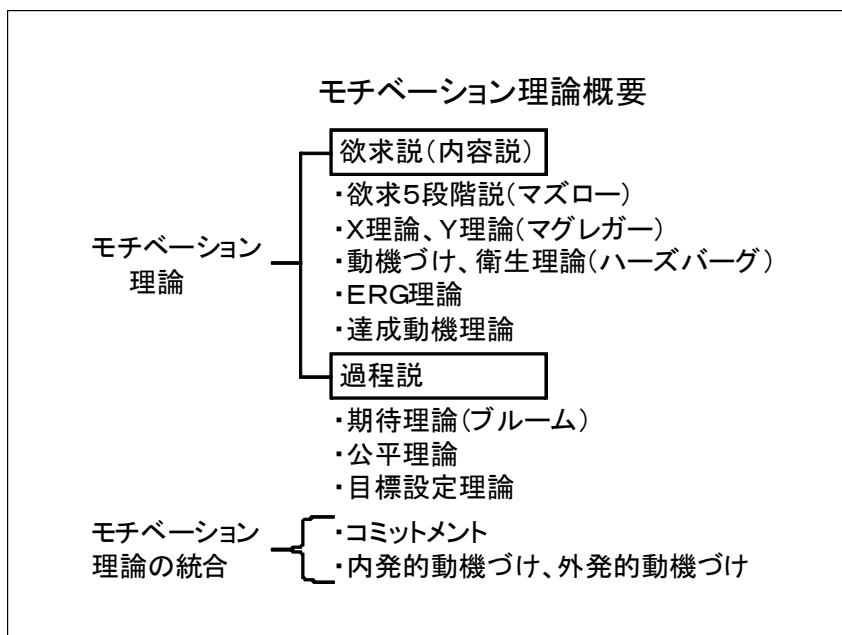 モチベーション理論概要
欲求説(内容説)
・欲求5段階説(マズロー)
・X理論、Y理論(マグレガー)
・動機づけ、衛生理論(ハーズバーグ)
・ERG理論
・達成動機理論
モチベーション
理論
過程説
・期待理論(ブルーム)
・公平理論
・目標設定理論
モチベーション
理論の統合
・コミットメント
・内発的動機づけ、外発的動機づけ